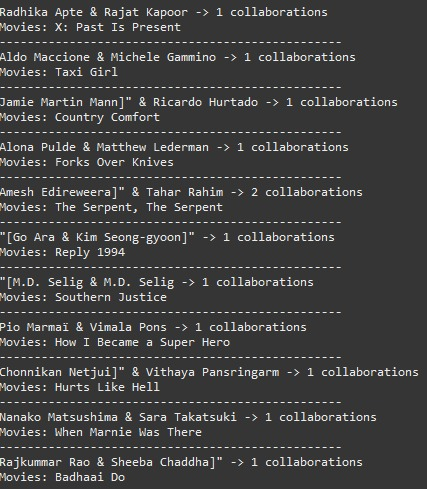 Radhika Apte & Rajat Kapoor -> 1 collaborations
Movies: X: Past Is Present
-------------------------------------------
Aldo Maccione & Michele Gammino -> 1 collaborations
Movies: Taxi Girl
-------------------------------------------
Jamie Martin Mann]" & Ricardo Hurtado -> 1 collaborations
Movies: Country Comfort
-------------------------------------------
Alona Pulde & Matthew Lederman -> 1 collaborations
Movies: Forks Over Knives
-------------------------------------------
Amesh Edireweera]" & Tahar Rahim -> 2 collaborations
Movies: The Serpent, The Serpent
-------------------------------------------
"[Go Ara & Kim Seong-gyoon]" -> 1 collaborations
Movies: Reply 1994
-------------------------------------------
"[M.D. Selig & M.D. Selig -> 1 collaborations
Movies: Southern Justice
-------------------------------------------
Pio Marmaï & Vimala Pons -> 1 collaborations
Movies: How I Became a Super Hero
-------------------------------------------
Chonnikan Netjui]" & Vithaya Pansringarm -> 1 collaborations
Movies: Hurts Like Hell
-------------------------------------------
Nanako Matsushima & Sara Takatsuki -> 1 collaborations
Movies: When Marnie Was There
-------------------------------------------
Rajkummar Rao & Sheeba Chaddha]" -> 1 collaborations
Movies: Badhaai Do